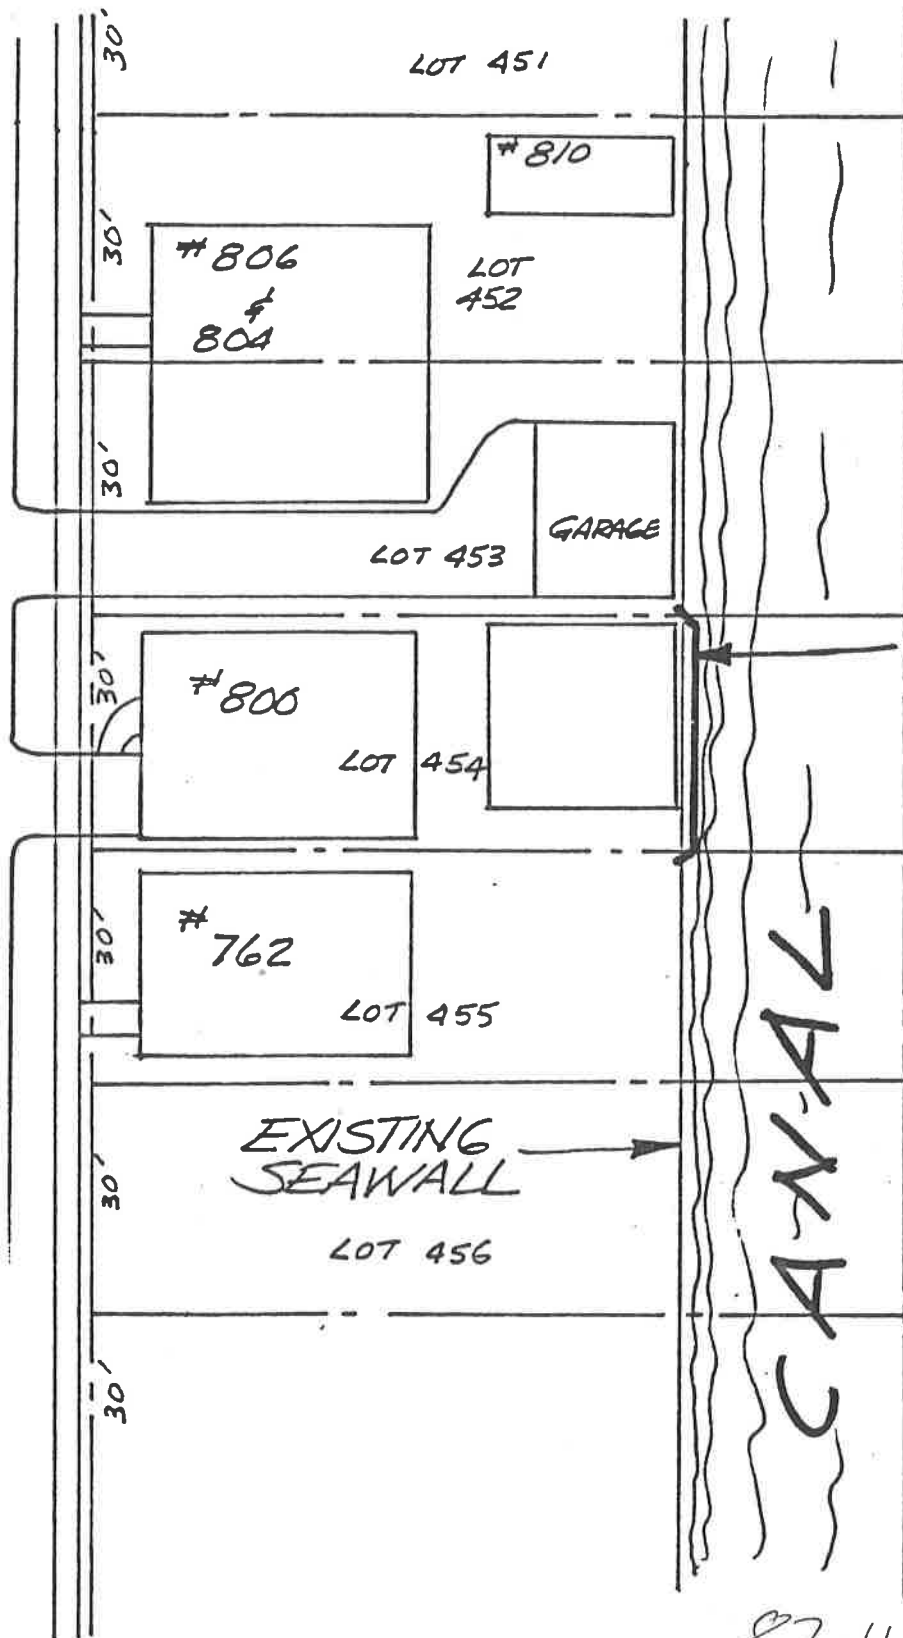 30'
LOT 451
# 810
30'
# 806
&
804
LOT
452
30'
GARAGE
LOT 453
30'
# 800
LOT 454
30'
#
762
LOT 455
CANAL
EXISTING
SEAWALL
30'
LOT 456
30'